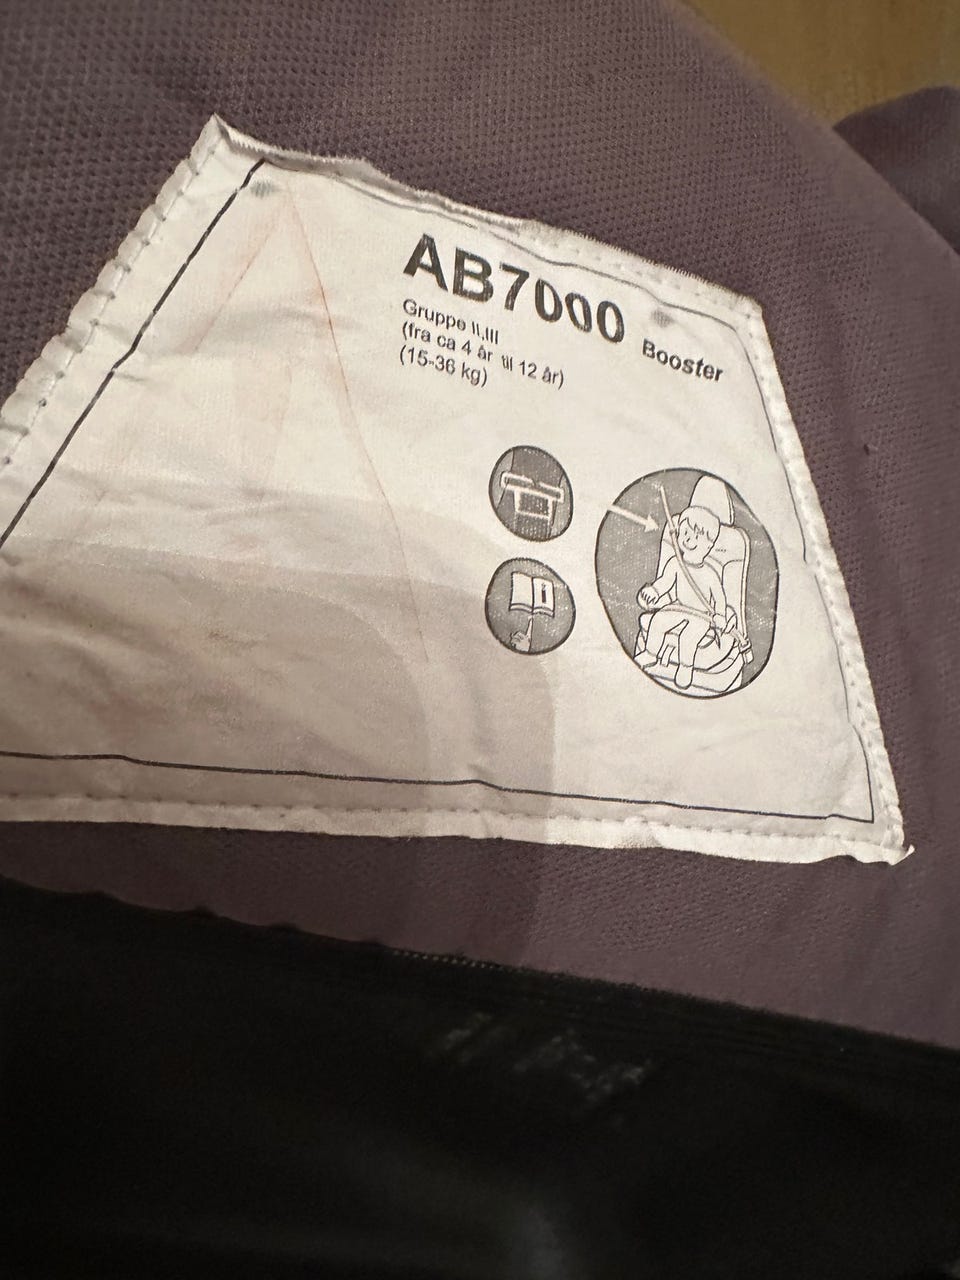 AB7000 Booster
Gruppe II,III
(fra ca 4 år til 12 år)
(15-36 kg)
i